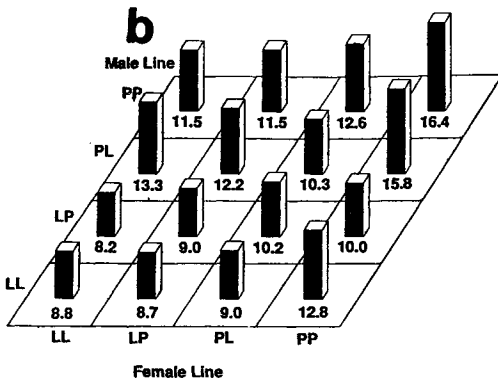 b
Male Line
PP
11.5 11.5 12.6 16.4
PL
13.3 12.2 10.3 15.8
LP
8.2 9.0 10.2 10.0
LL
8.8 8.7 9.0 12.8
LL LP PL PP
Female Line